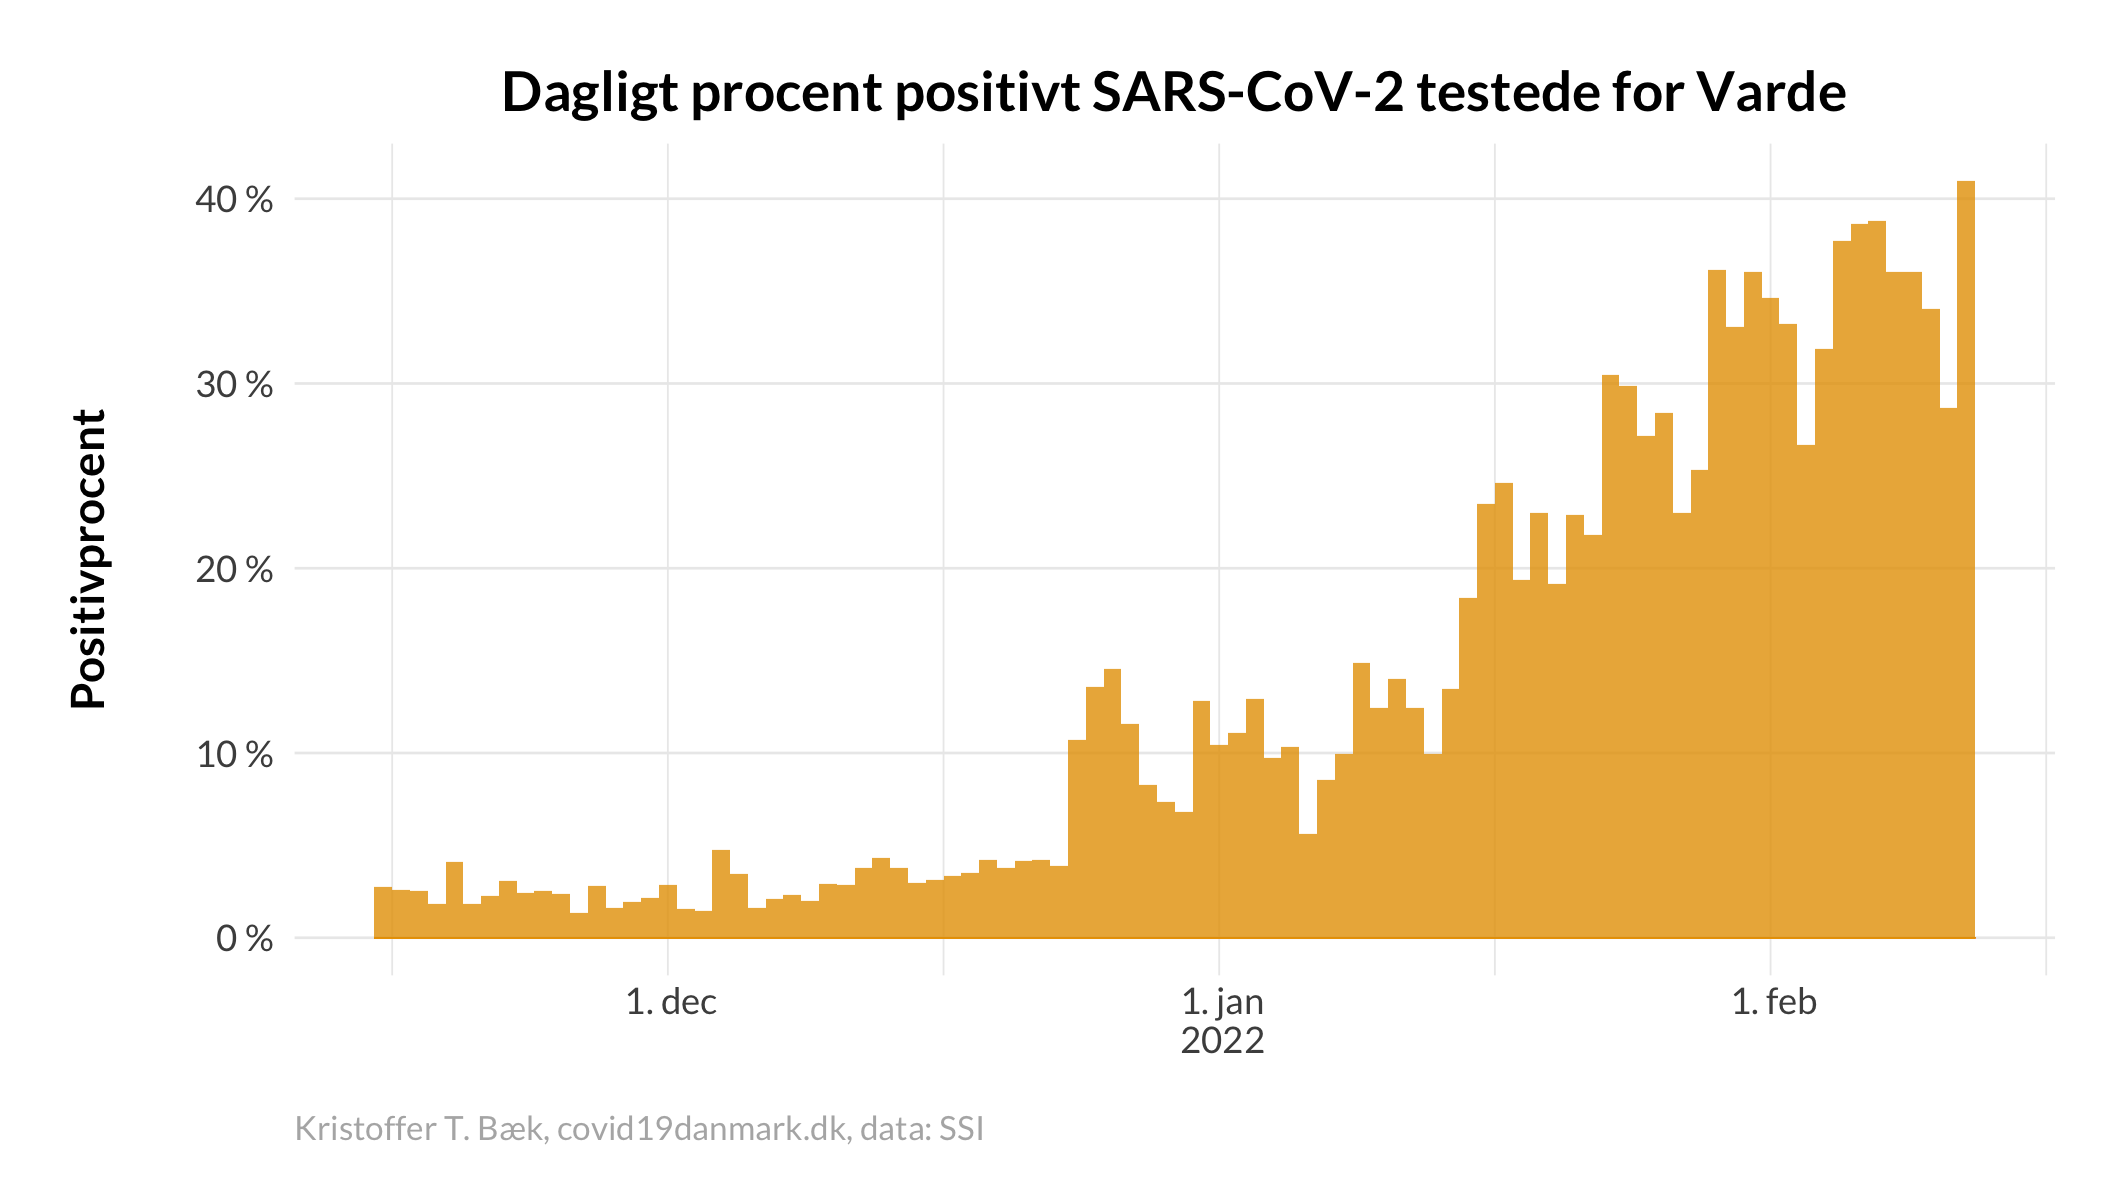 Dagligt procent positivt SARS-CoV-2 testede for Varde
Positivprocent
40 %
30 %
20 %
10 %
0 %
1. dec
1. jan
2022
1. feb
Kristoffer T. Bæk, covid19danmark.dk, data: SSI